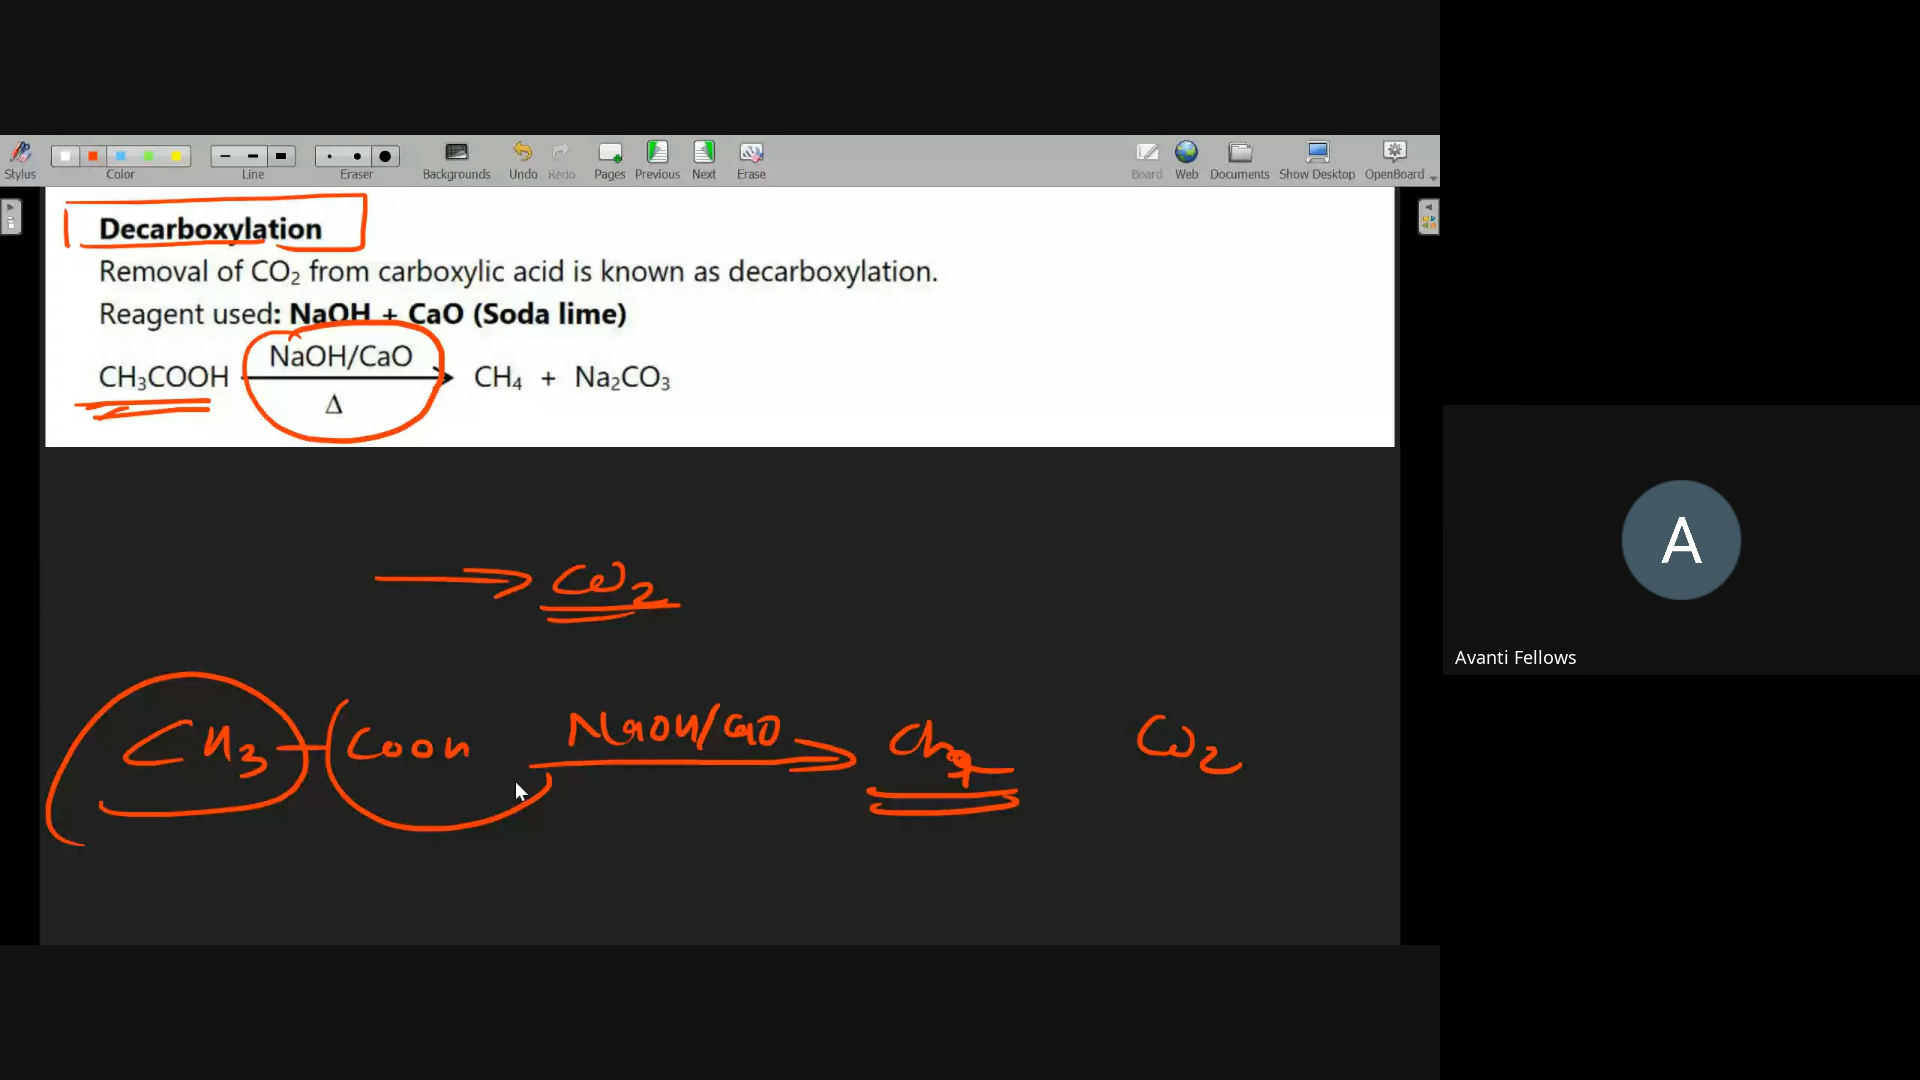 Stylus Color Line Eraser Backgrounds Undo Redo Pages Previous Next Erase Board Web Documents Show Desktop OpenBoard
Decarboxylation
Removal of CO₂ from carboxylic acid is known as decarboxylation.
Reagent used: NaOH + CaO (Soda lime)
NaOH/CaO
CH₃COOH → CH₄ + Na₂CO₃
Δ
→ CO₂
CH₃-COOH NaOH/CaO → CH₄ CO₂
A
Avanti Fellows